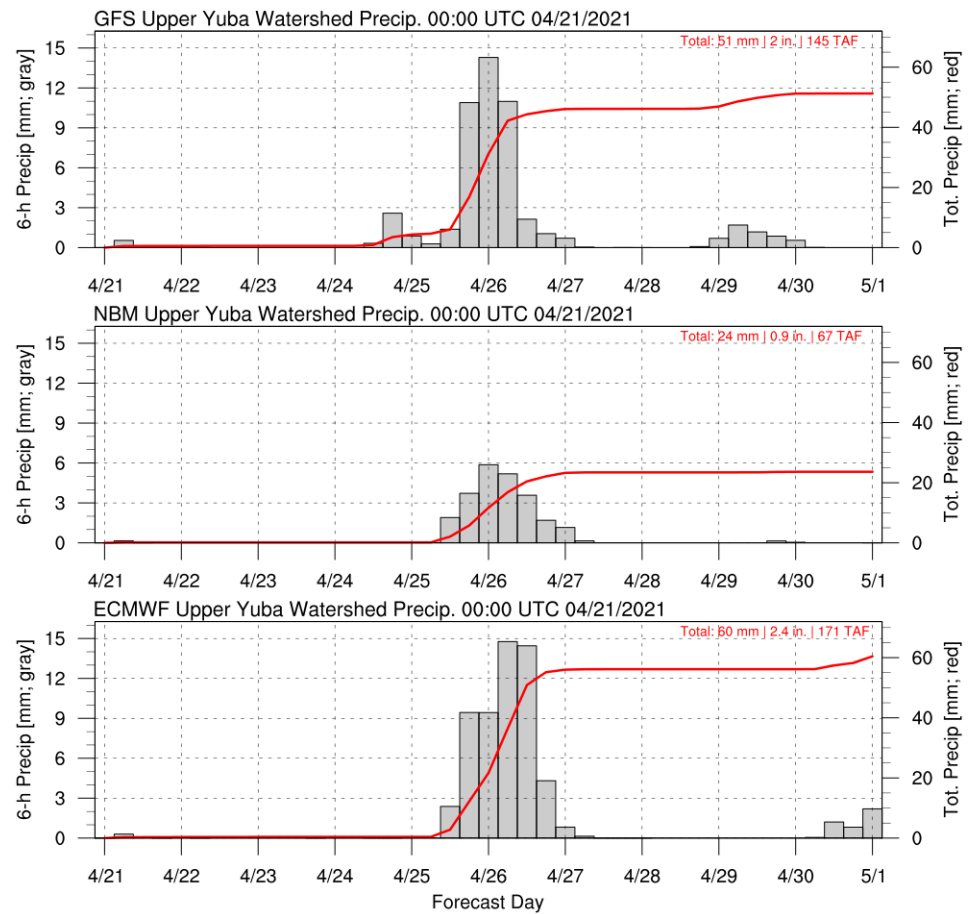 GFS Upper Yuba Watershed Precip. 00:00 UTC 04/21/2021
Total: 51 mm | 2 in. | 145 TAF
6-h Precip [mm; gray]
15
12
9
6
3
0
60
40
20
0
Tot. Precip [mm; red]
4/21 4/22 4/23 4/24 4/25 4/26 4/27 4/28 4/29 4/30 5/1
NBM Upper Yuba Watershed Precip. 00:00 UTC 04/21/2021
Total: 24 mm | 0.9 in. | 67 TAF
6-h Precip [mm; gray]
15
12
9
6
3
0
60
40
20
0
Tot. Precip [mm; red]
4/21 4/22 4/23 4/24 4/25 4/26 4/27 4/28 4/29 4/30 5/1
ECMWF Upper Yuba Watershed Precip. 00:00 UTC 04/21/2021
Total: 60 mm | 2.4 in. | 171 TAF
6-h Precip [mm; gray]
15
12
9
6
3
0
60
40
20
0
Tot. Precip [mm; red]
4/21 4/22 4/23 4/24 4/25 4/26 4/27 4/28 4/29 4/30 5/1
Forecast Day